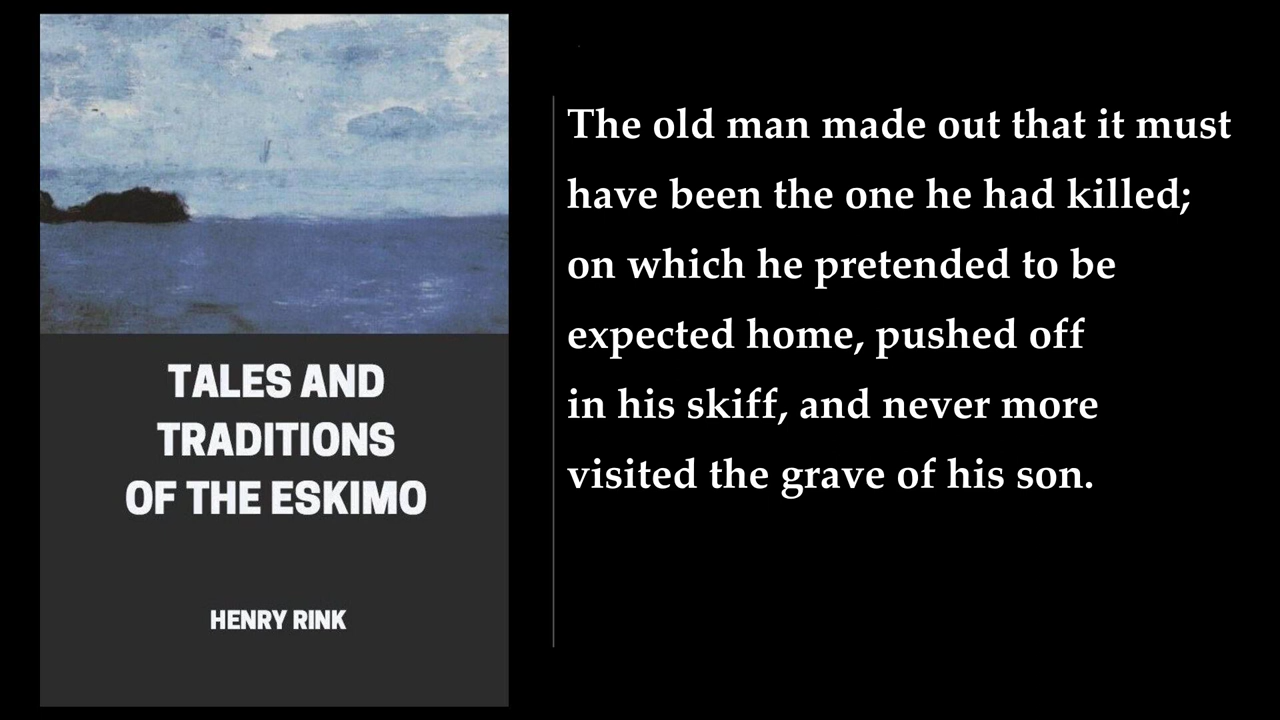 TALES AND
TRADITIONS
OF THE ESKIMO
HENRY RINK
The old man made out that it must
have been the one he had killed;
on which he pretended to be
expected home, pushed off
in his skiff, and never more
visited the grave of his son.